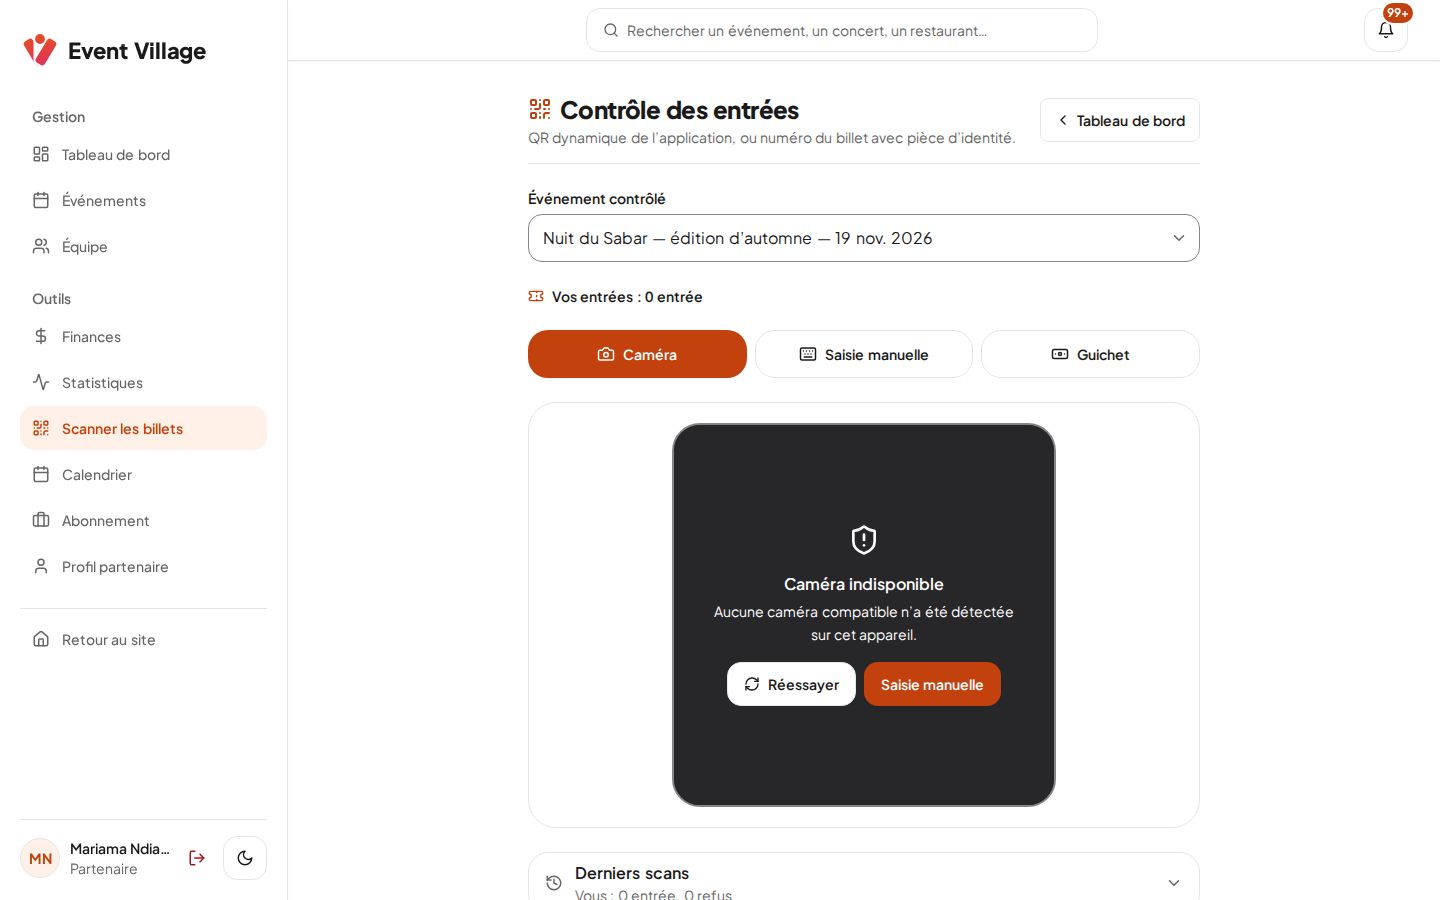 Event Village
Rechercher un événement, un concert, un restaurant…
99+
Gestion
Tableau de bord
Événements
Équipe
Outils
Finances
Statistiques
Scanner les billets
Calendrier
Abonnement
Profil partenaire
Retour au site
MN
Mariama Ndia…
Partenaire
Contrôle des entrées
QR dynamique de l’application, ou numéro du billet avec pièce d’identité.
Tableau de bord
Événement contrôlé
Nuit du Sabar — édition d’automne — 19 nov. 2026
Vos entrées : 0 entrée
Caméra
Saisie manuelle
Guichet
Caméra indisponible
Aucune caméra compatible n’a été détectée
sur cet appareil.
Réessayer
Saisie manuelle
Derniers scans
Vous : 0 entrée, 0 refus